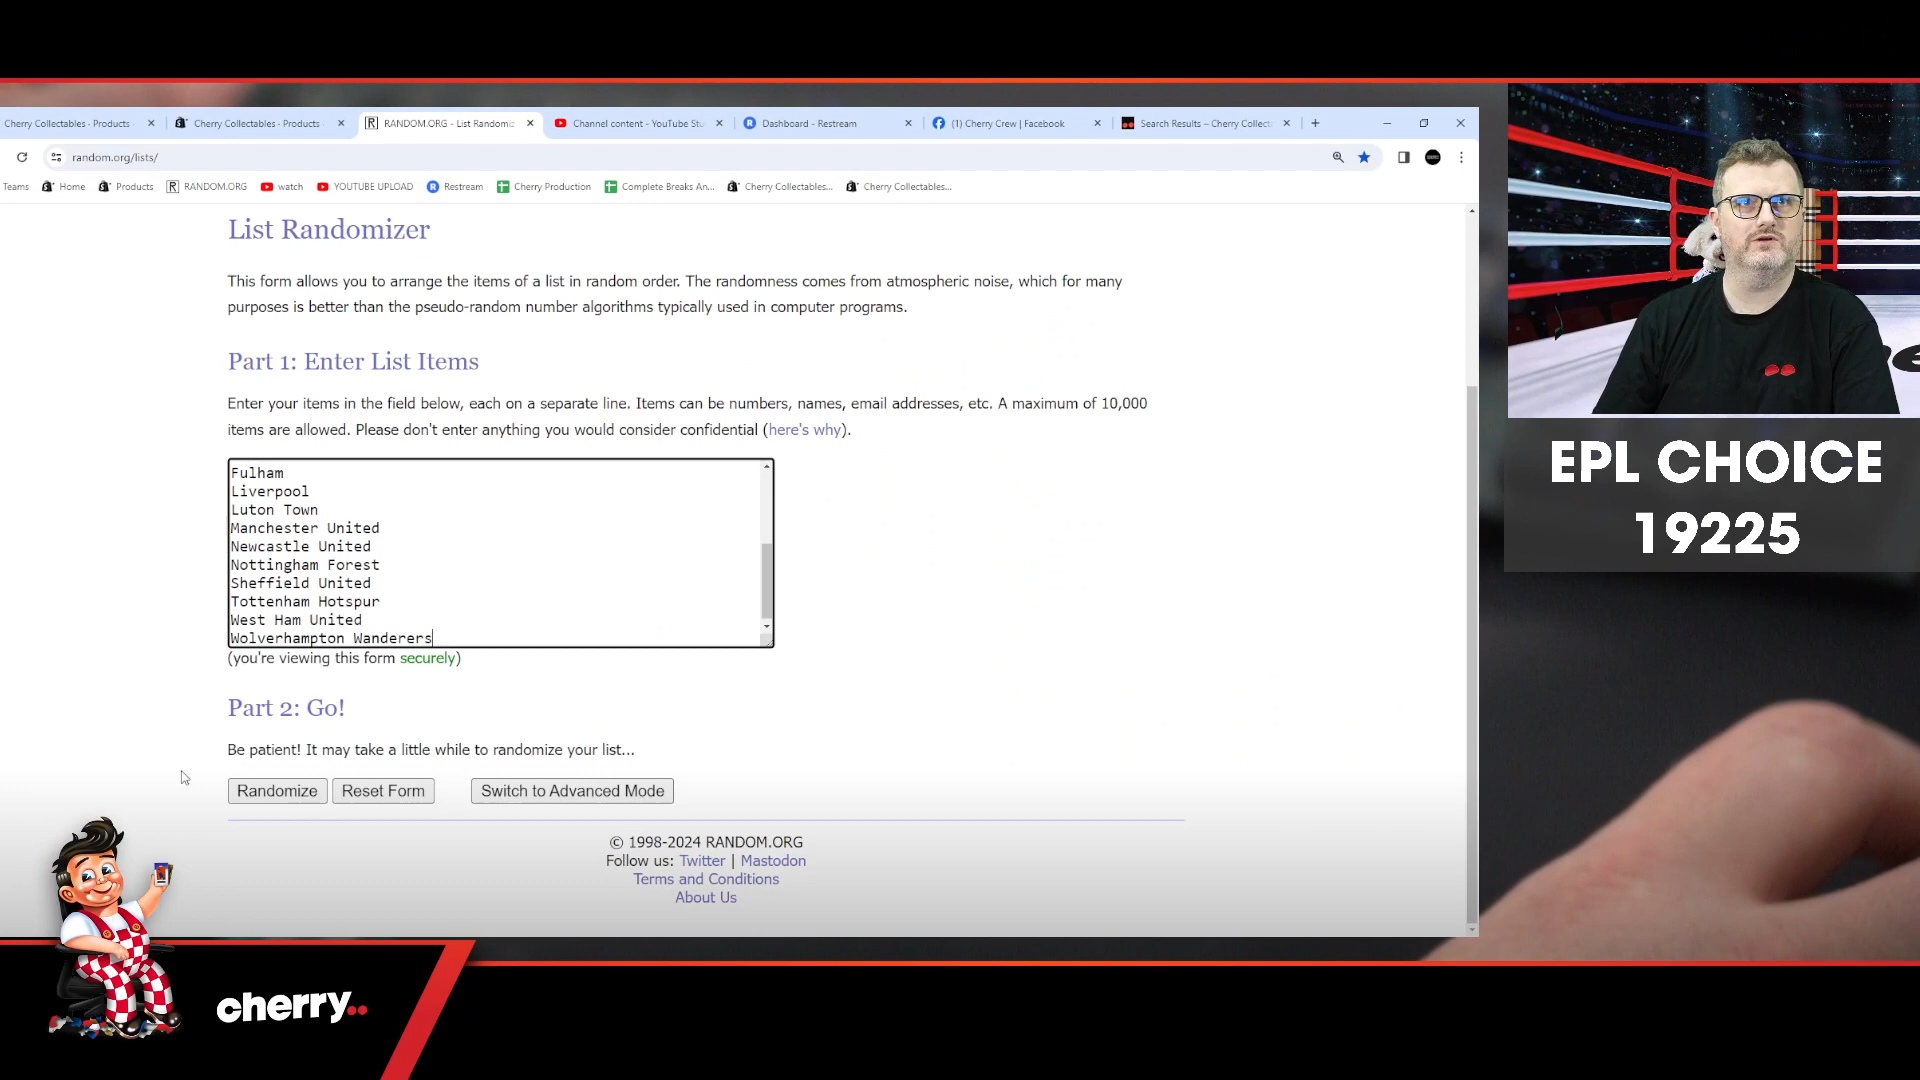 Cherry Collectables - Products
Cherry Collectables - Products
RANDOM.ORG - List Randomiz
Channel content - YouTube Stu
Dashboard - Restream
(1) Cherry Crew | Facebook
Search Results – Cherry Collect
random.org/lists/
Teams
Home
Products
RANDOM.ORG
watch
YOUTUBE UPLOAD
Restream
Cherry Production
Complete Breaks An...
Cherry Collectables...
Cherry Collectables...
List Randomizer
This form allows you to arrange the items of a list in random order. The randomness comes from atmospheric noise, which for many
purposes is better than the pseudo-random number algorithms typically used in computer programs.
Part 1: Enter List Items
Enter your items in the field below, each on a separate line. Items can be numbers, names, email addresses, etc. A maximum of 10,000
items are allowed. Please don't enter anything you would consider confidential (here's why).
Fulham
Liverpool
Luton Town
Manchester United
Newcastle United
Nottingham Forest
Sheffield United
Tottenham Hotspur
West Ham United
Wolverhampton Wanderers
(you're viewing this form securely)
Part 2: Go!
Be patient! It may take a little while to randomize your list...
Randomize
Reset Form
Switch to Advanced Mode
© 1998-2024 RANDOM.ORG
Follow us: Twitter | Mastodon
Terms and Conditions
About Us
EPL CHOICE
19225
cherry..